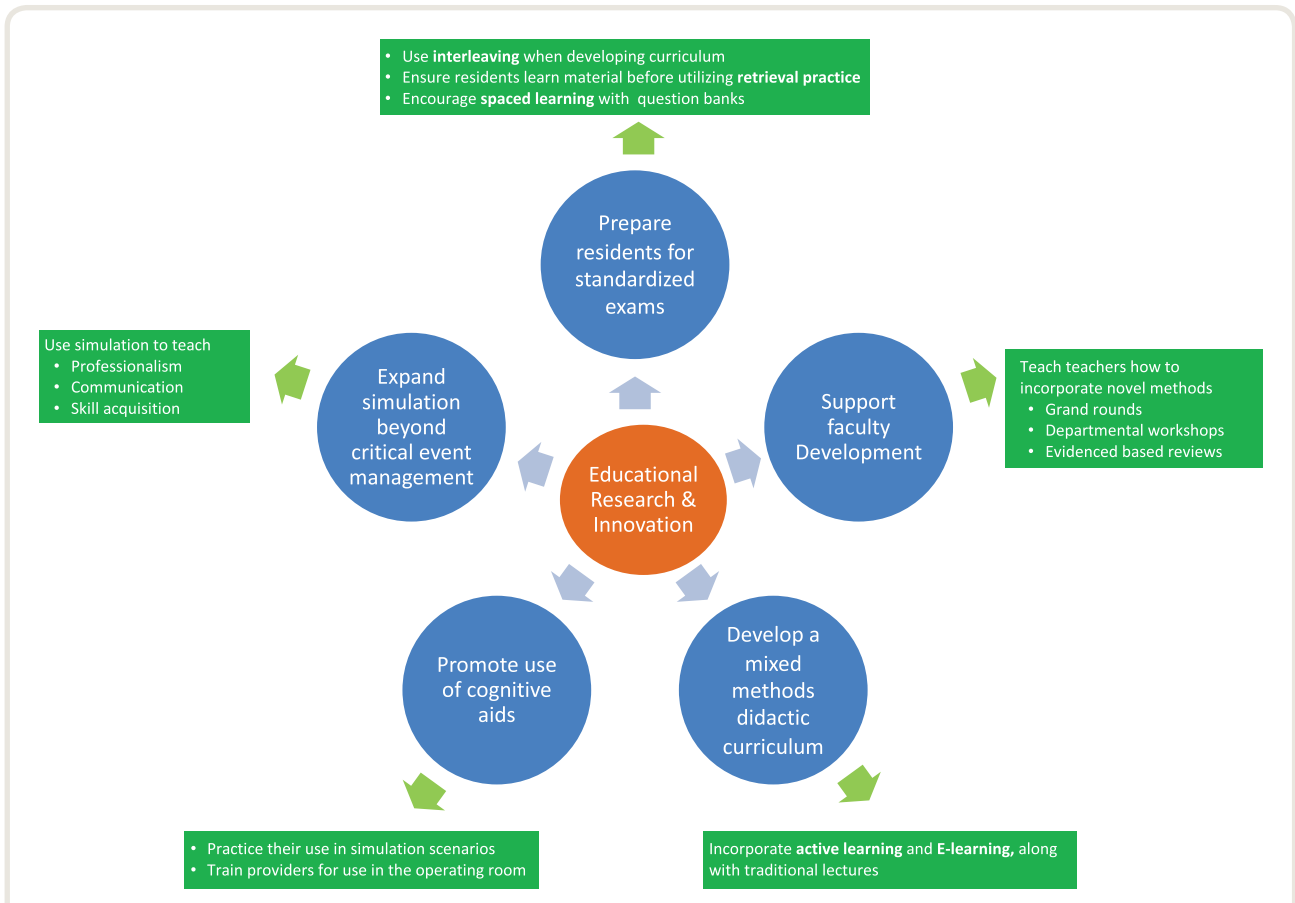 • Use interleaving when developing curriculum
• Ensure residents learn material before utilizing retrieval practice
• Encourage spaced learning with question banks
Prepare
residents for
standardized
exams
Use simulation to teach
• Professionalism
• Communication
• Skill acquisition
Expand
simulation
beyond
critical event
management
Support
faculty
Development
Teach teachers how to
incorporate novel methods
• Grand rounds
• Departmental workshops
• Evidenced based reviews
Educational
Research &
Innovation
Promote use
of cognitive
aids
Develop a
mixed
methods
didactic
curriculum
• Practice their use in simulation scenarios
• Train providers for use in the operating room
Incorporate active learning and E-learning, along
with traditional lectures